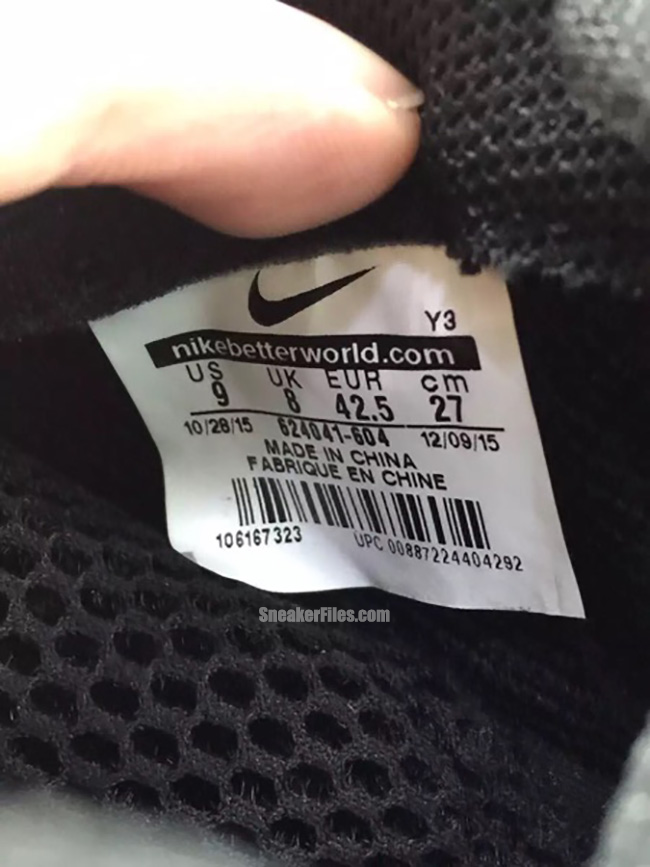 Y3
nikebetterworld.com
US UK EUR cm
9 8 42.5 27
10/28/15 624041-604 12/09/15
MADE IN CHINA
FABRIQUE EN CHINE
106167323 UPC 00887224404292
SneakerFiles.com